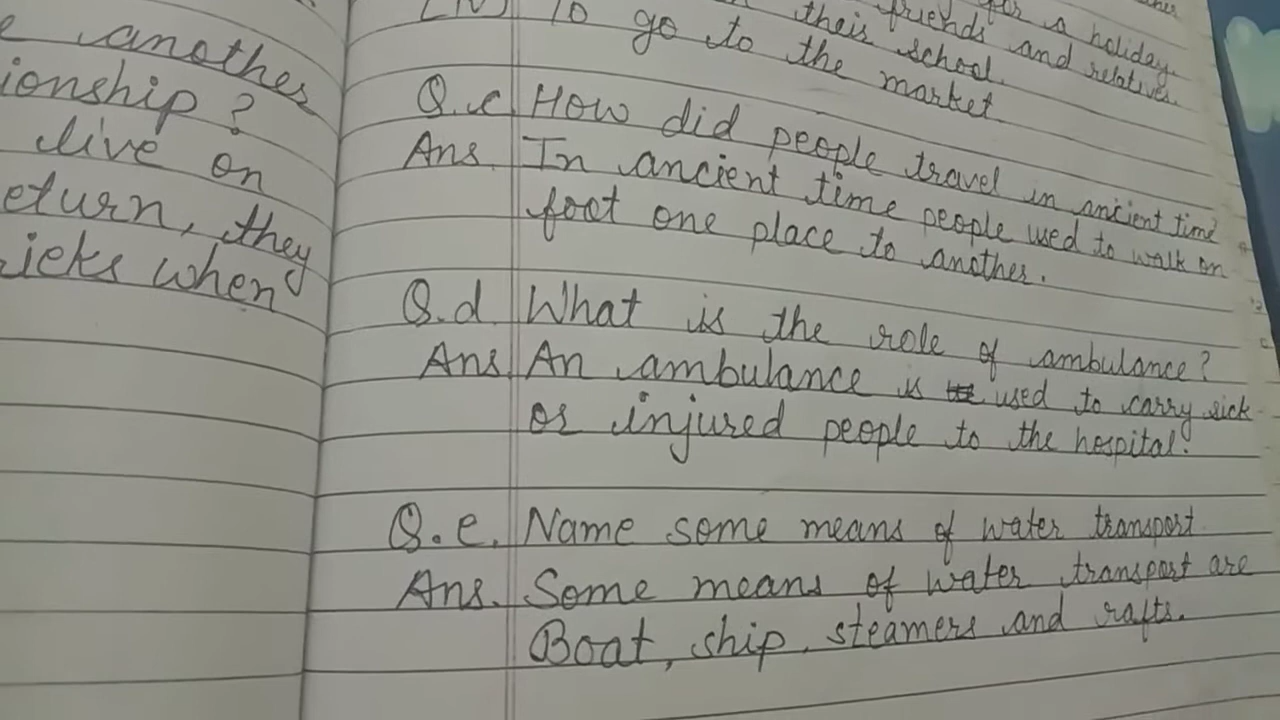 e another
ionship?
live on
eturn, they
icks when
for a holiday.
friends and relatives.
their school.
(iv) To go to the market
Q.c How did people travel in ancient time
Ans In ancient time people used to walk on
foot one place to another.
Q.d What is the role of ambulance?
Ans An ambulance is used to carry sick
or injured people to the hospital.
Q.e. Name some means of water transport
Ans. Some means of water transport are
Boat, ship, steamers and rafts.